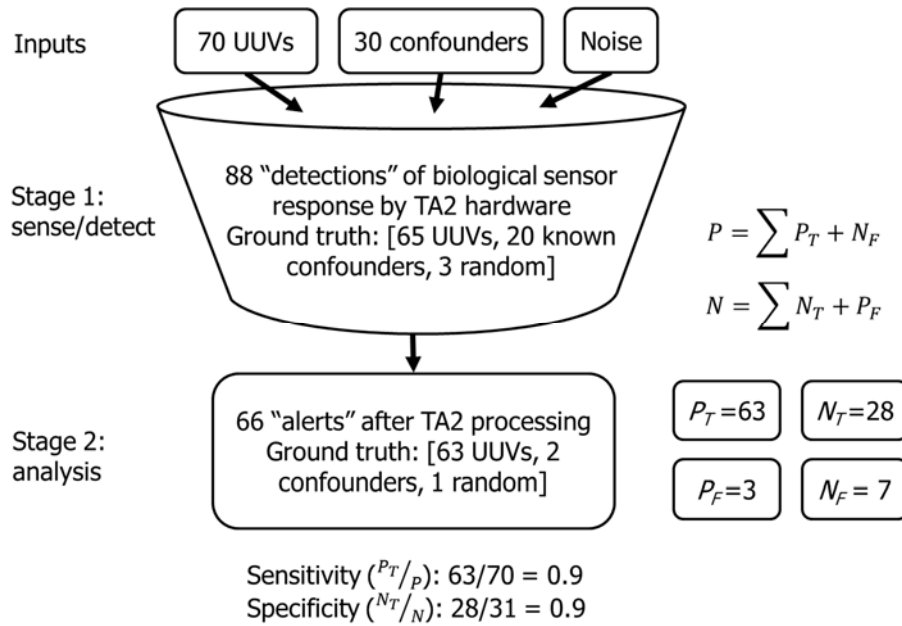 Inputs
70 UUVs
30 confounders
Noise
Stage 1:
sense/detect
88 “detections” of biological sensor
response by TA2 hardware
Ground truth: [65 UUVs, 20 known
confounders, 3 random]
P = ∑ P_T + N_F
N = ∑ N_T + P_F
Stage 2:
analysis
66 “alerts” after TA2 processing
Ground truth: [63 UUVs, 2
confounders, 1 random]
P_T=63
N_T=28
P_F=3
N_F = 7
Sensitivity (P_T/P): 63/70 = 0.9
Specificity (N_T/N): 28/31 = 0.9